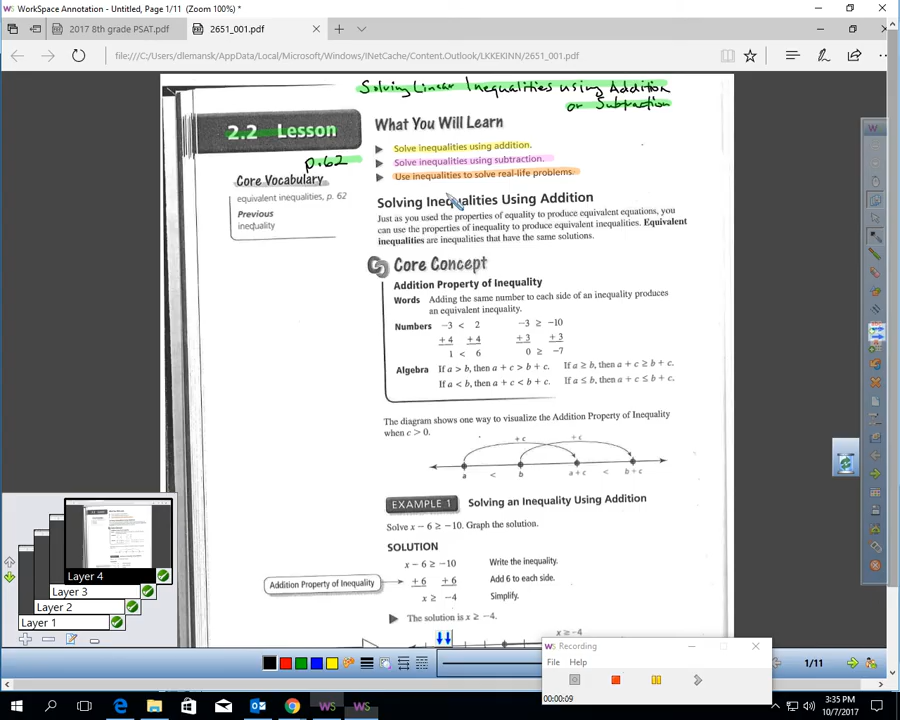 WorkSpace Annotation - Untitled, Page 1/11 (Zoom 100%) *
2017 8th grade PSAT.pdf
2651_001.pdf
file:///C:/Users/dlemansk/AppData/Local/Microsoft/Windows/INetCache/Content.Outlook/LKKEKINN/2651_001.pdf
Solving Linear Inequalities using Addition
or Subtraction
2.2 Lesson
p.62
What You Will Learn
Solve inequalities using addition.
Solve inequalities using subtraction.
Use inequalities to solve real-life problems.
Core Vocabulary
equivalent inequalities, p. 62
Previous
inequality
Solving Inequalities Using Addition
Just as you used the properties of equality to produce equivalent equations, you
can use the properties of inequality to produce equivalent inequalities. Equivalent
inequalities are inequalities that have the same solutions.
Core Concept
Addition Property of Inequality
Words Adding the same number to each side of an inequality produces
an equivalent inequality.
Numbers −3 < 2 −3 ≥ −10
+4 +4 +3 +3
1 < 6 0 ≥ −7
Algebra If a > b, then a + c > b + c. If a ≥ b, then a + c ≥ b + c.
If a < b, then a + c < b + c. If a ≤ b, then a + c ≤ b + c.
The diagram shows one way to visualize the Addition Property of Inequality
when c > 0.
+c +c
a < b a + c < b + c
EXAMPLE 1 Solving an Inequality Using Addition
Solve x − 6 ≥ −10. Graph the solution.
SOLUTION
x − 6 ≥ −10 Write the inequality.
Addition Property of Inequality +6 +6 Add 6 to each side.
x ≥ −4 Simplify.
The solution is x ≥ −4.
x ≥ −4
Layer 4
Layer 3
Layer 2
Layer 1
Recording
File Help
00:00:09
1/11
3:35 PM
10/7/2017